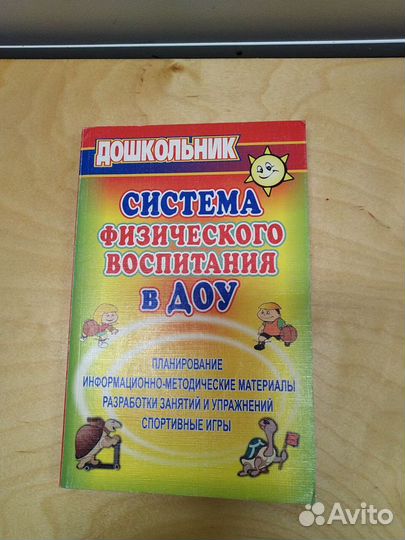 ДОШКОЛЬНИК
СИСТЕМА
ФИЗИЧЕСКОГО
ВОСПИТАНИЯ
В ДОУ
ПЛАНИРОВАНИЕ
ИНФОРМАЦИОННО-МЕТОДИЧЕСКИЕ МАТЕРИАЛЫ
РАЗРАБОТКИ ЗАНЯТИЙ И УПРАЖНЕНИЙ
СПОРТИВНЫЕ ИГРЫ
Avito